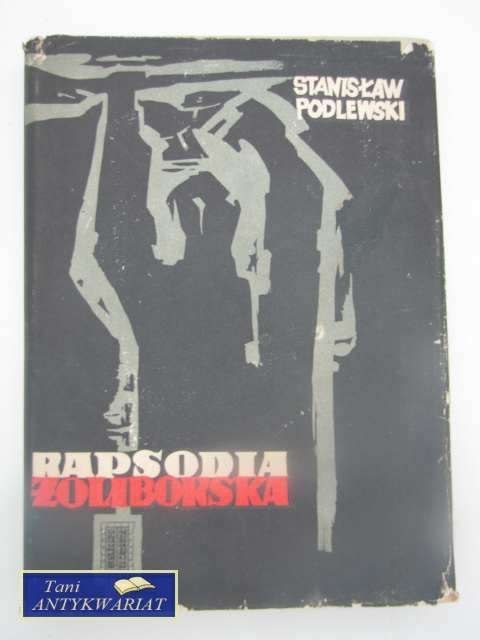 STANISŁAW
PODLEWSKI
RAPSODIA
ŻOLIBORSKA
Tani
ANTYKWARIAT